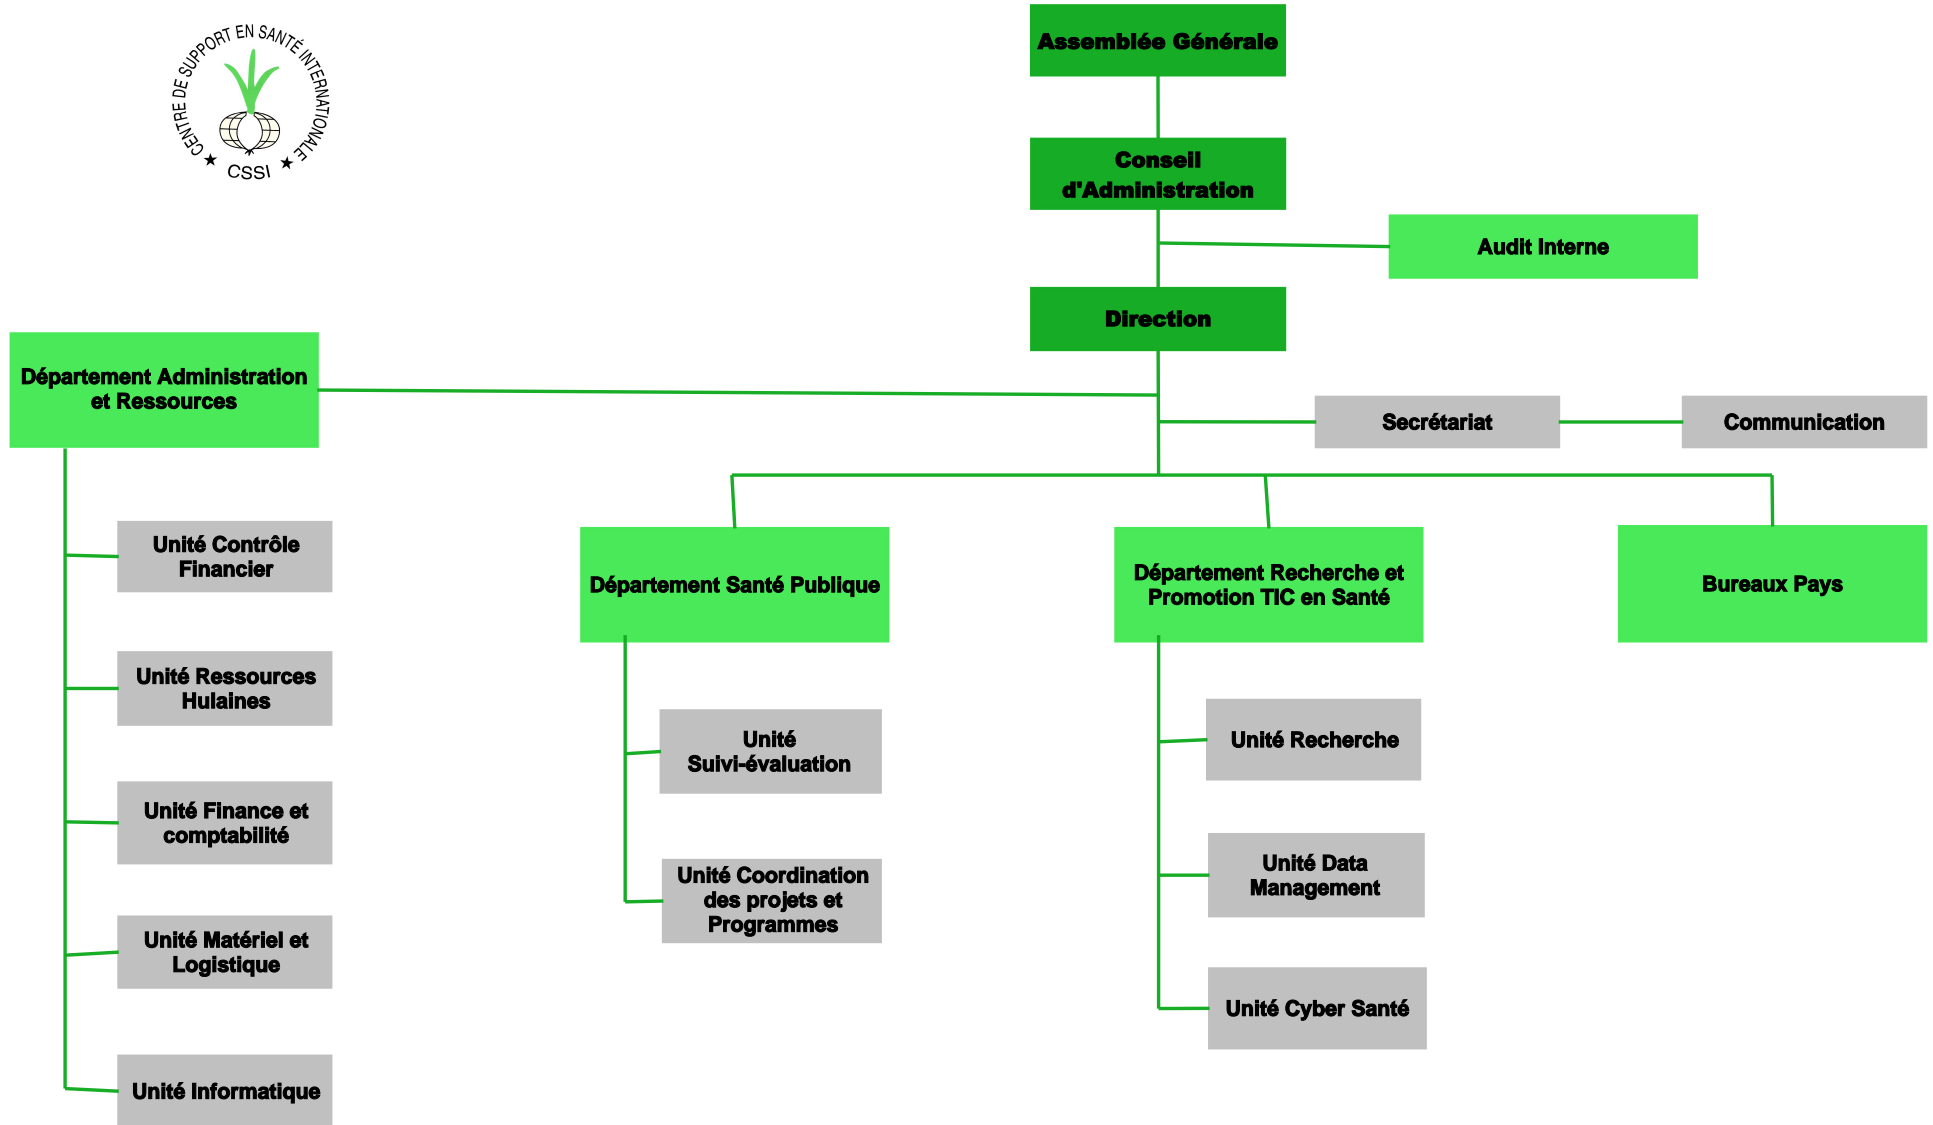 CENTRE DE SUPPORT EN SANTÉ INTERNATIONALE
★ CSSI ★
Assemblée Générale
Conseil
d'Administration
Audit Interne
Direction
Département Administration
et Ressources
Secrétariat
Communication
Unité Contrôle
Financier
Unité Ressources
Hulaines
Unité Finance et
comptabilité
Unité Matériel et
Logistique
Unité Informatique
Département Santé Publique
Unité
Suivi-évaluation
Unité Coordination
des projets et
Programmes
Département Recherche et
Promotion TIC en Santé
Unité Recherche
Unité Data
Management
Unité Cyber Santé
Bureaux Pays